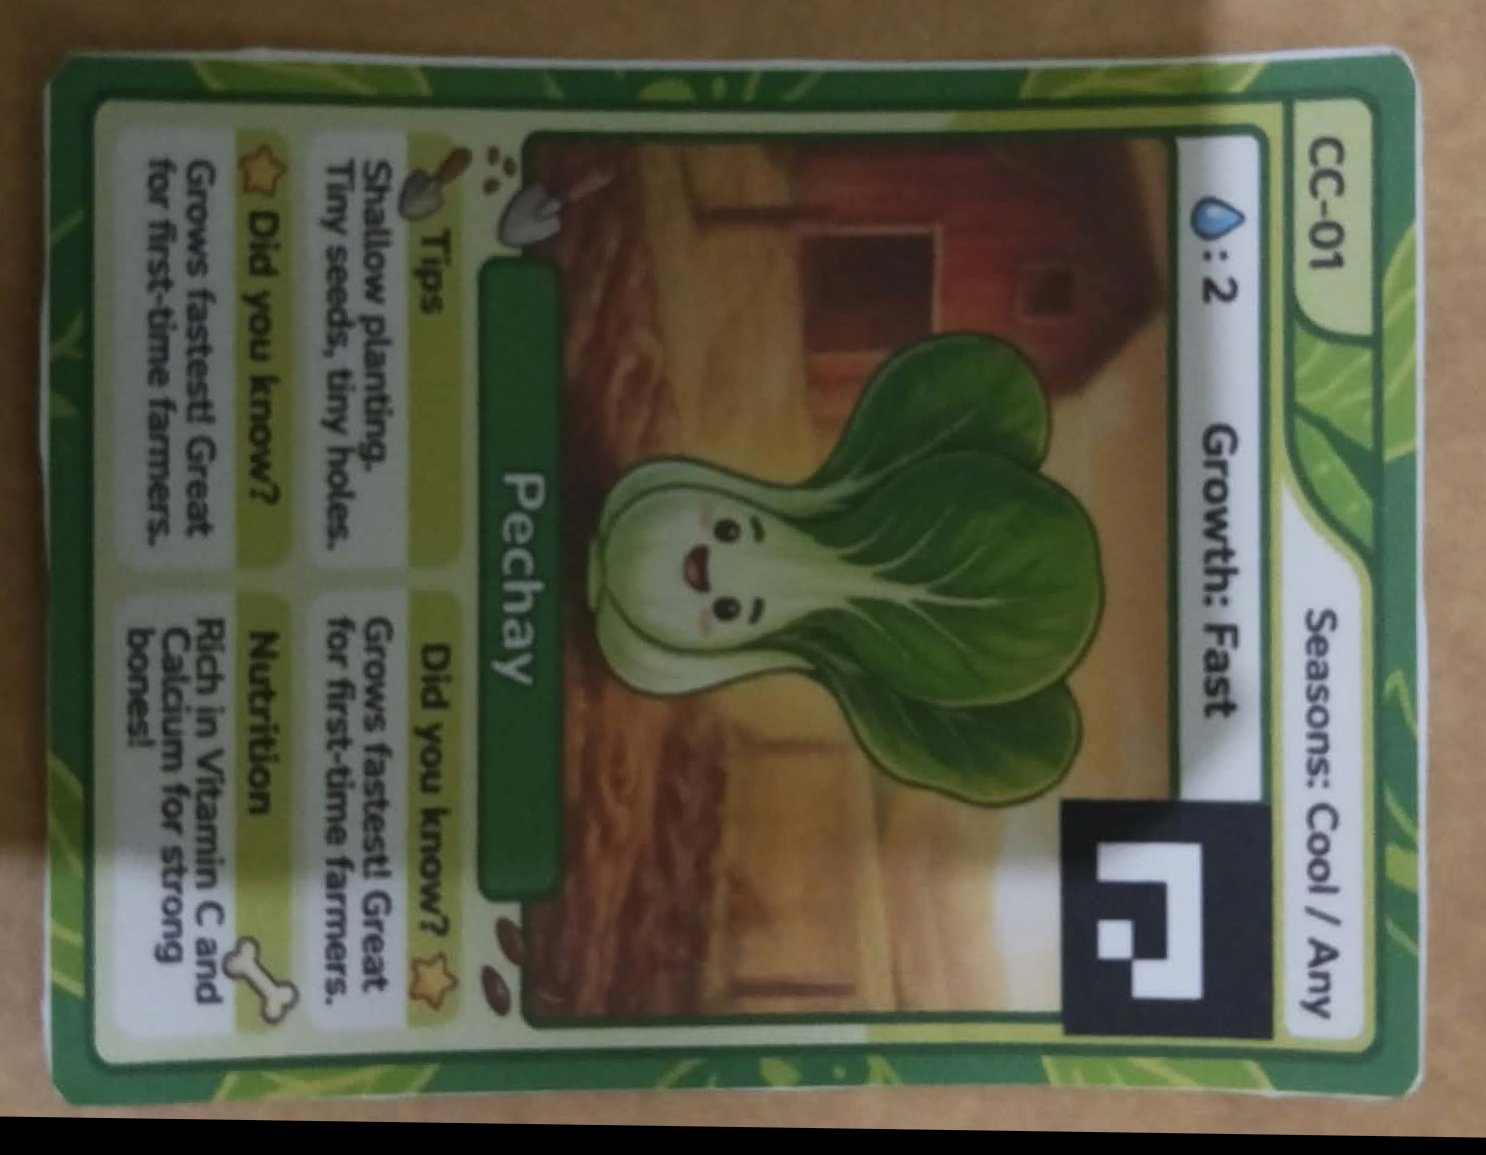 CC-01
Seasons: Cool / Any
: 2
Growth: Fast
Pechay
Tips
Shallow planting.
Tiny seeds, tiny holes.
Did you know?
Grows fastest! Great
for first-time farmers.
Did you know?
Grows fastest! Great
for first-time farmers.
Nutrition
Rich in Vitamin C and
Calcium for strong
bones!